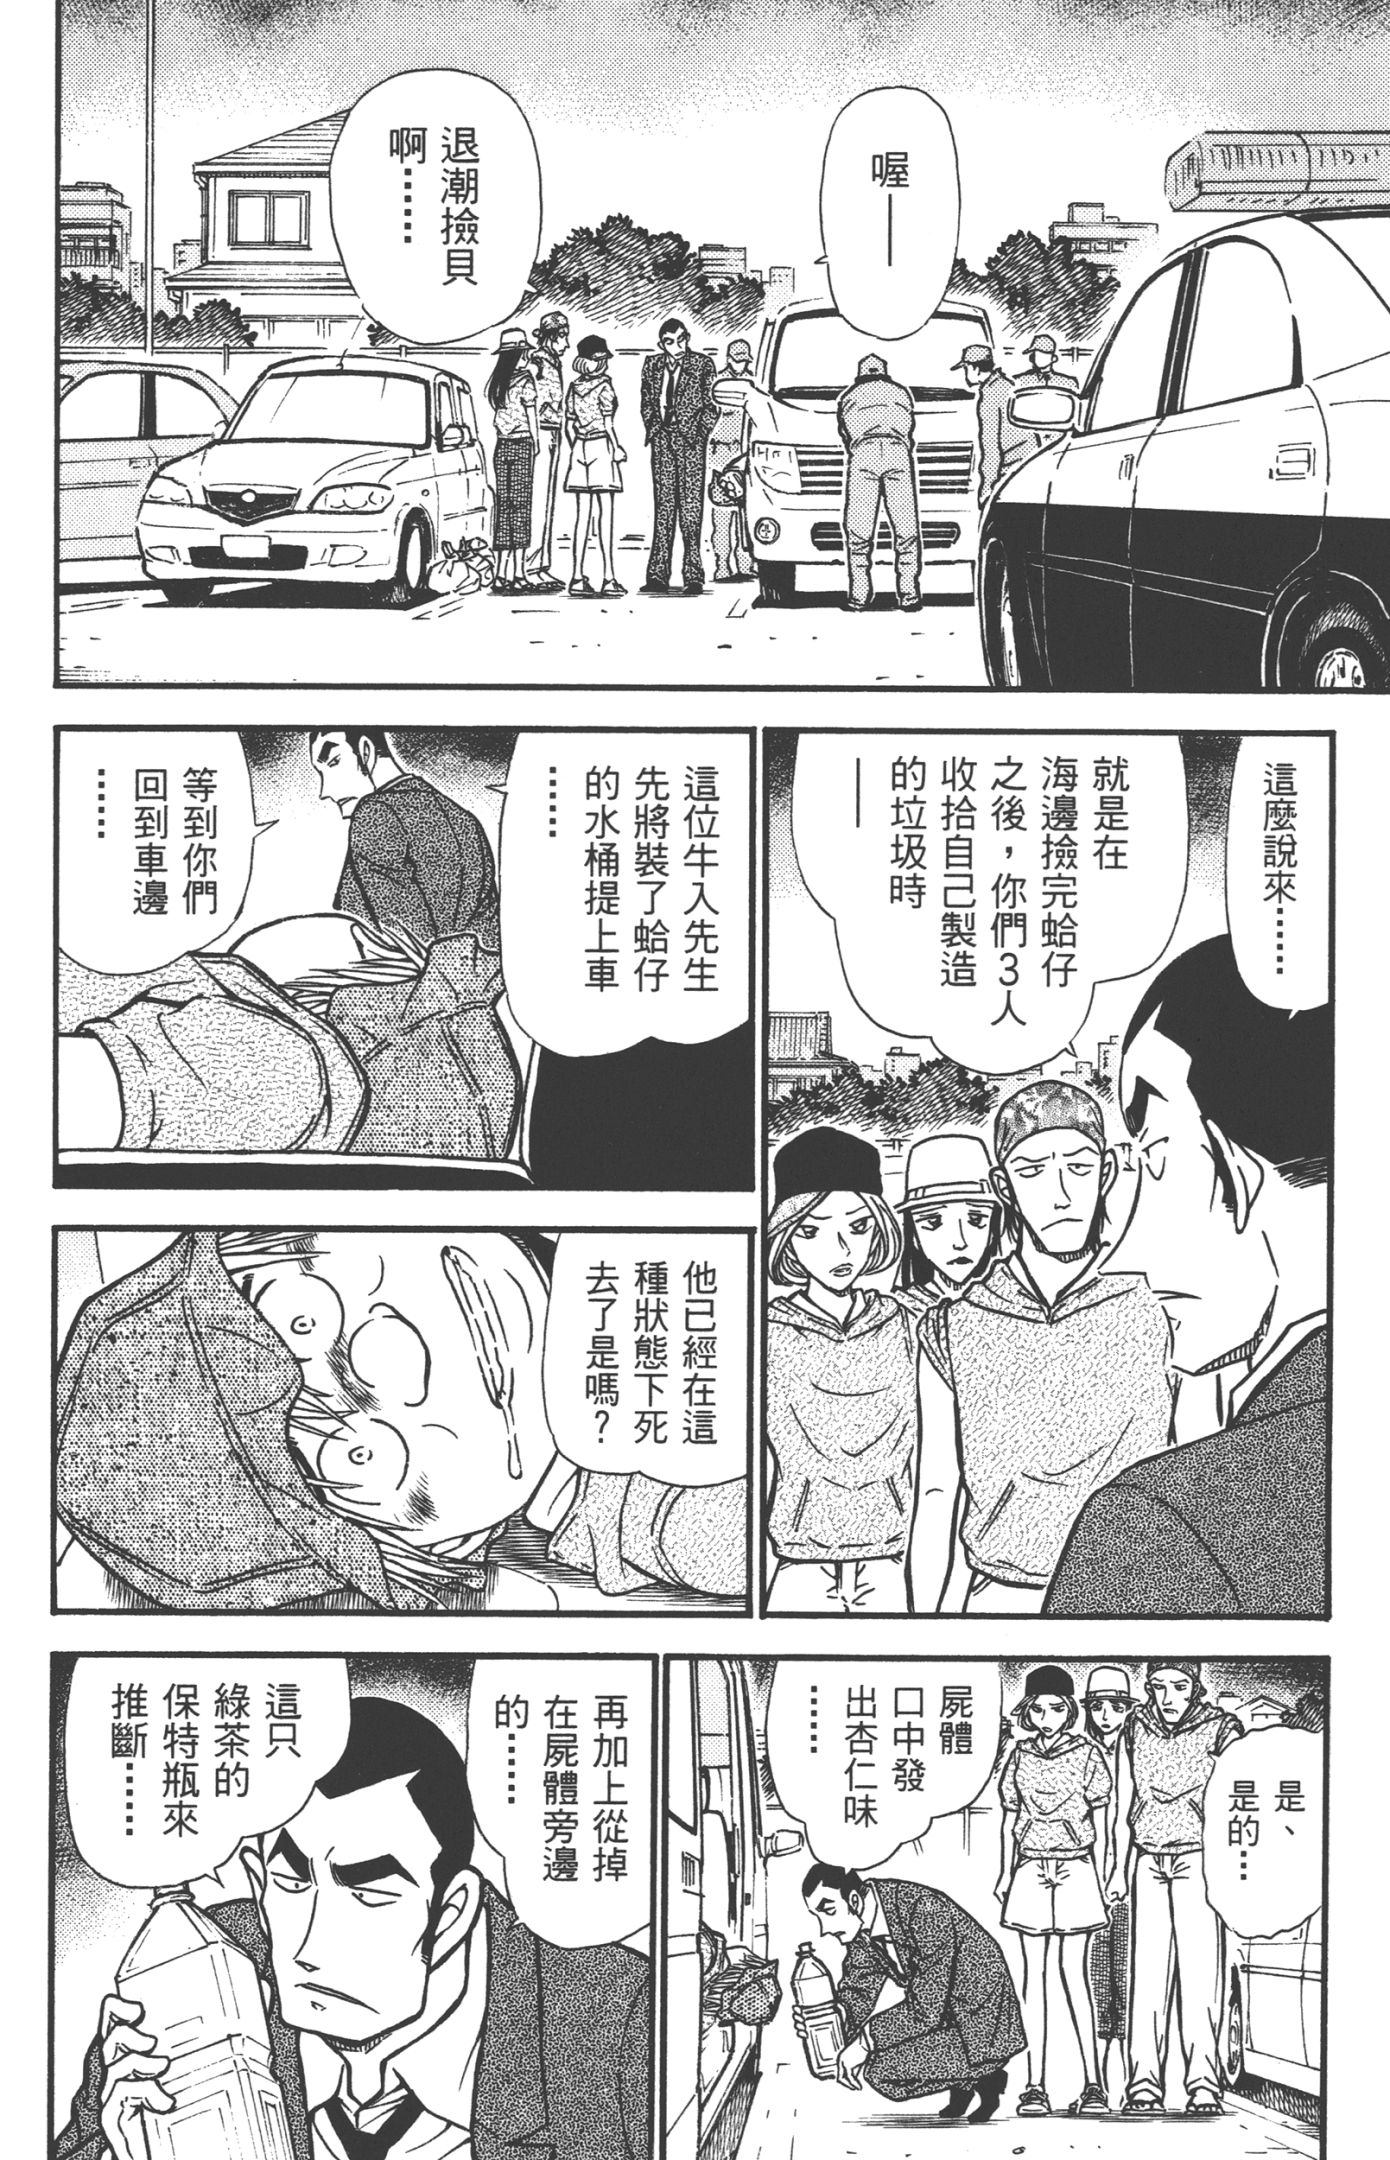 喔——
退潮撿貝
啊……
這麼說來……
就是在
海邊撿完蛤仔
之後，你們3人
收拾自己製造
的垃圾時
——
這位牛入先生
先將裝了蛤仔
的水桶提上車
……
等到你們
回到車邊
……
他已經在這
種狀態下死
去了是嗎？
是、
是的…
屍體
口中發
出杏仁味
……
再加上從掉
在屍體旁邊
的……
這只
綠茶的
保特瓶來
推斷……